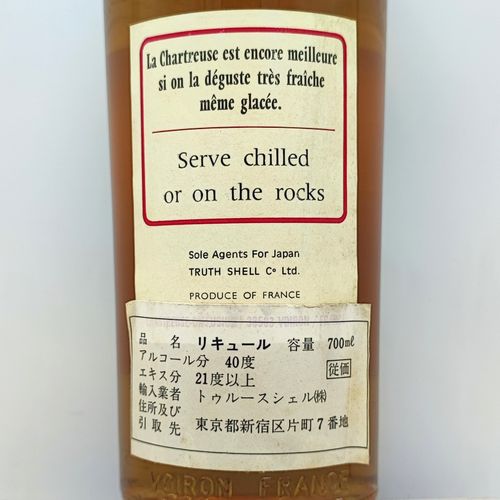 La Chartreuse est encore meilleure
si on la déguste très fraîche
même glacée.
Serve chilled
or on the rocks
Sole Agents For Japan
TRUTH SHELL Cº Ltd.
PRODUCE OF FRANCE
品名 リキュール 容量 700mℓ
アルコール分 40度
エキス分 21度以上 従価
輸入業者 トゥルースシェル㈱
住所及び
引取先 東京都新宿区片町7番地
VOIRON FRANCE